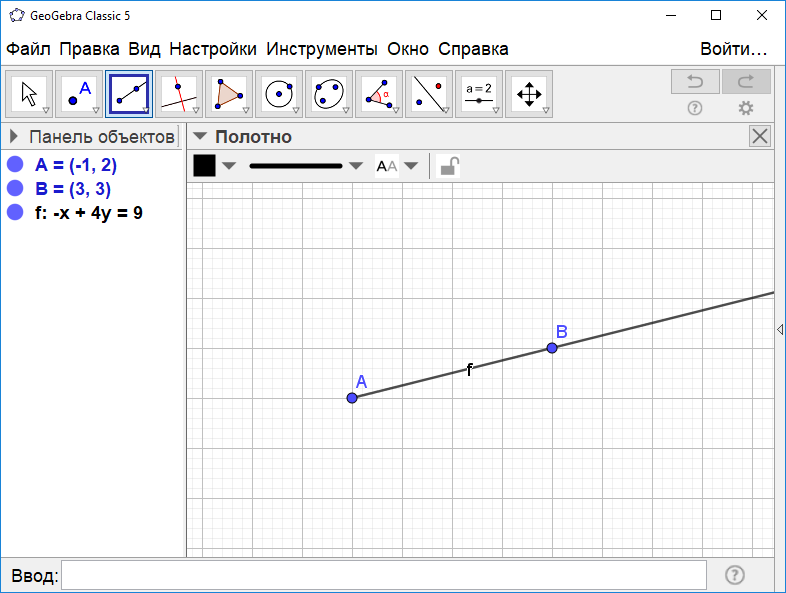 GeoGebra Classic 5
Файл Правка Вид Настройки Инструменты Окно Справка Войти…
A α a = 2
Панель объектов
Полотно
AA
A = (-1, 2)
B = (3, 3)
f: -x + 4y = 9
B
f
A
Ввод: